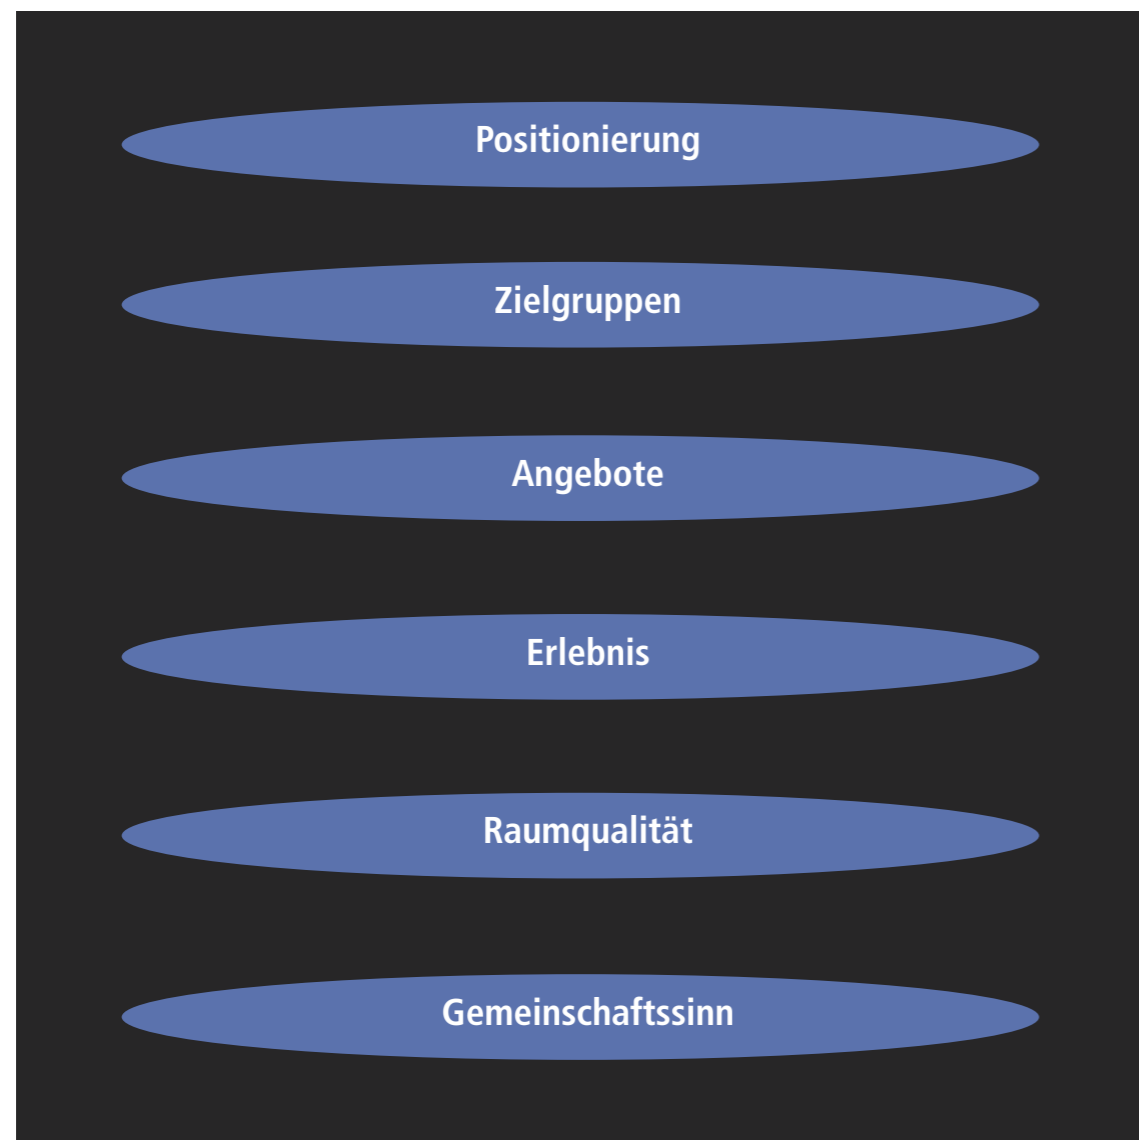 Positionierung
Zielgruppen
Angebote
Erlebnis
Raumqualität
Gemeinschaftssinn